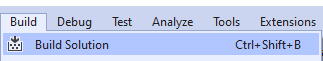 Build Debug Test Analyze Tools Extensions
Build Solution Ctrl+Shift+B